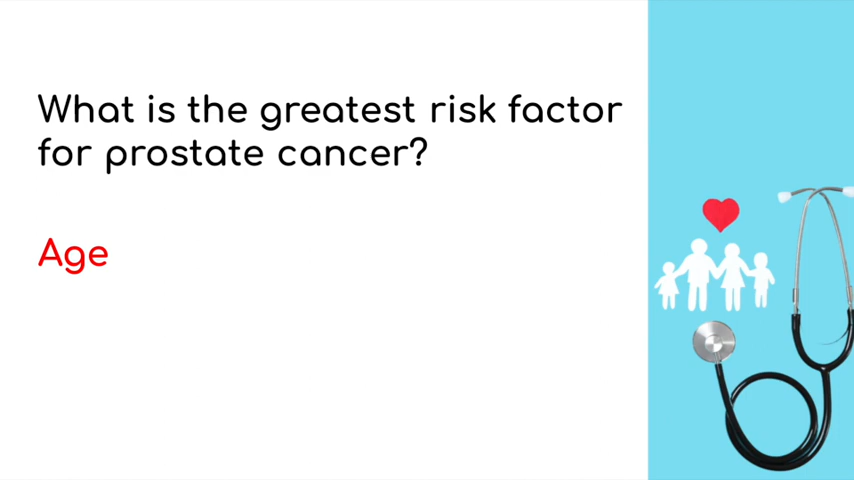 What is the greatest risk factor
for prostate cancer?
Age